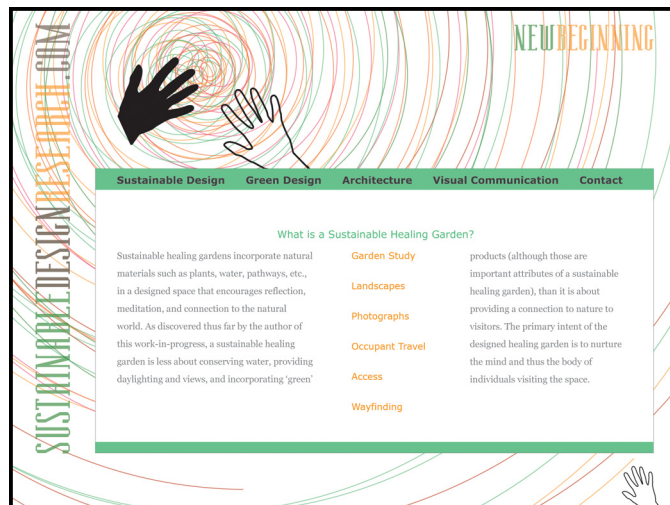 SUSTAINABLEDESIGNRESEARCH.COM
NEWBEGINNING
Sustainable Design Green Design Architecture Visual Communication Contact
What is a Sustainable Healing Garden?
Sustainable healing gardens incorporate natural
materials such as plants, water, pathways, etc.,
in a designed space that encourages reflection,
meditation, and connection to the natural
world. As discovered thus far by the author of
this work-in-progress, a sustainable healing
garden is less about conserving water, providing
daylighting and views, and incorporating ‘green’
Garden Study
Landscapes
Photographs
Occupant Travel
Access
Wayfinding
products (although those are
important attributes of a sustainable
healing garden), than it is about
providing a connection to nature to
visitors. The primary intent of the
designed healing garden is to nurture
the mind and thus the body of
individuals visiting the space.